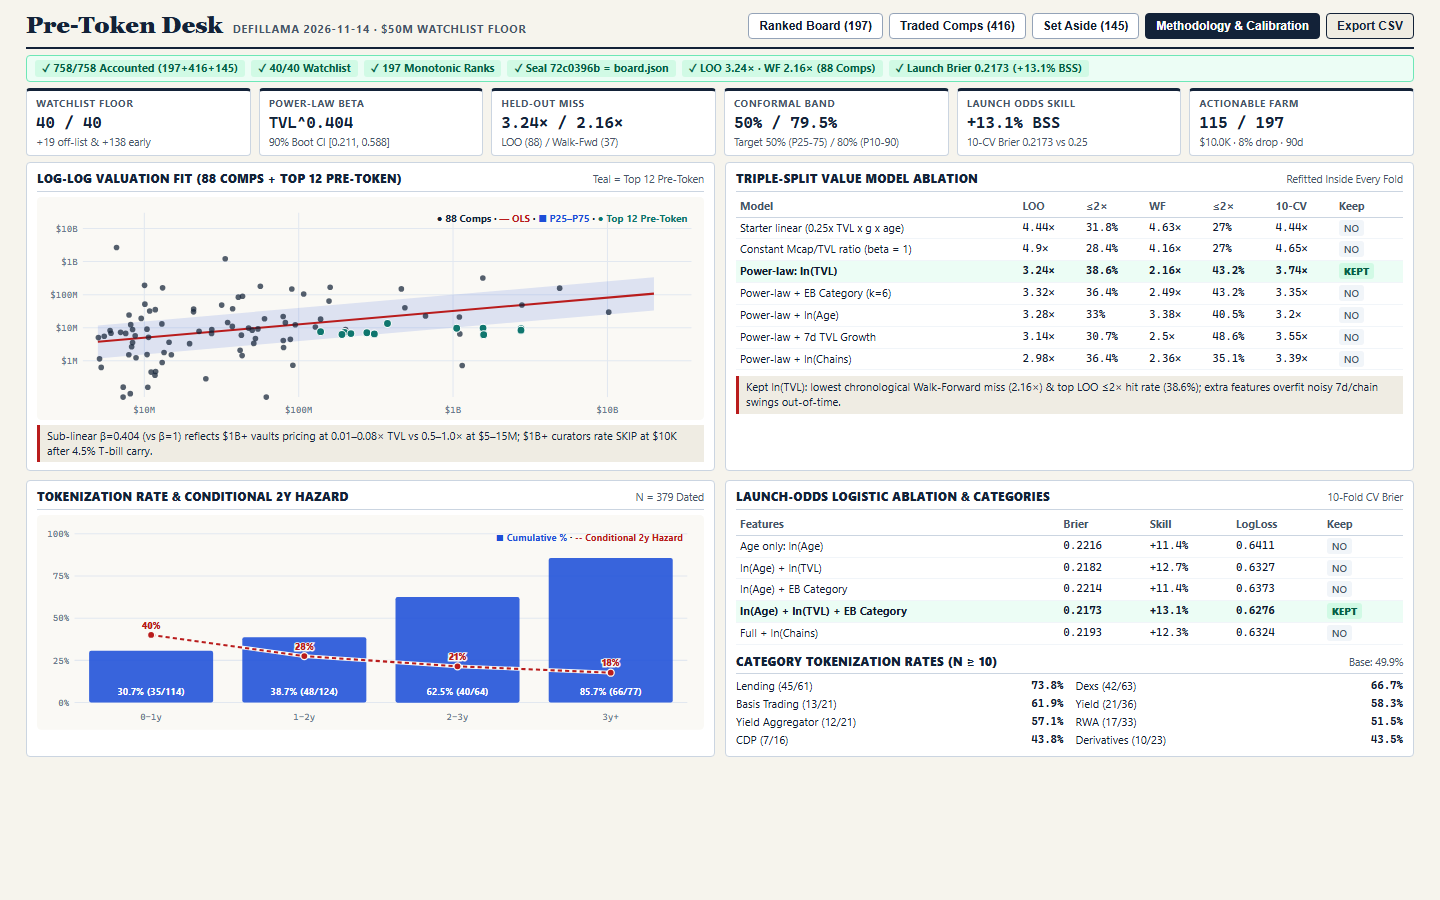 Pre-Token Desk DEFILLAMA 2026-11-14 · $50M WATCHLIST FLOOR
Ranked Board (197) Traded Comps (416) Set Aside (145) Methodology & Calibration Export CSV
✓ 758/758 Accounted (197+416+145) ✓ 40/40 Watchlist ✓ 197 Monotonic Ranks ✓ Seal 72c0396b = board.json ✓ LOO 3.24× · WF 2.16× (88 Comps) ✓ Launch Brier 0.2173 (+13.1% BSS)
WATCHLIST FLOOR
40 / 40
+19 off-list & +138 early
POWER-LAW BETA
TVL^0.404
90% Boot CI [0.211, 0.588]
HELD-OUT MISS
3.24× / 2.16×
LOO (88) / Walk-Fwd (37)
CONFORMAL BAND
50% / 79.5%
Target 50% (P25-75) / 80% (P10-90)
LAUNCH ODDS SKILL
+13.1% BSS
10-CV Brier 0.2173 vs 0.25
ACTIONABLE FARM
115 / 197
$10.0K · 8% drop · 90d
LOG-LOG VALUATION FIT (88 COMPS + TOP 12 PRE-TOKEN) Teal = Top 12 Pre-Token
● 88 Comps · — OLS · ■ P25–P75 · ● Top 12 Pre-Token
$10B
$1B
$100M
$10M
$1M
$10M $100M $1B $10B
Sub-linear β=0.404 (vs β=1) reflects $1B+ vaults pricing at 0.01–0.08× TVL vs 0.5–1.0× at $5–15M; $1B+ curators rate SKIP at $10K
after 4.5% T-bill carry.
TRIPLE-SPLIT VALUE MODEL ABLATION Refitted Inside Every Fold
Model LOO ≤2× WF ≤2× 10-CV Keep
Starter linear (0.25x TVL x g x age) 4.44× 31.8% 4.63× 27% 4.44× NO
Constant Mcap/TVL ratio (beta = 1) 4.9× 28.4% 4.16× 27% 4.65× NO
Power-law: ln(TVL) 3.24× 38.6% 2.16× 43.2% 3.74× KEPT
Power-law + EB Category (k=6) 3.32× 36.4% 2.49× 43.2% 3.35× NO
Power-law + ln(Age) 3.28× 33% 3.38× 40.5% 3.2× NO
Power-law + 7d TVL Growth 3.14× 30.7% 2.5× 48.6% 3.55× NO
Power-law + ln(Chains) 2.98× 36.4% 2.36× 35.1% 3.39× NO
Kept ln(TVL): lowest chronological Walk-Forward miss (2.16×) & top LOO ≤2× hit rate (38.6%); extra features overfit noisy 7d/chain
swings out-of-time.
TOKENIZATION RATE & CONDITIONAL 2Y HAZARD N = 379 Dated
■ Cumulative % · -- Conditional 2y Hazard
100%
75%
50%
25%
0%
40% 28% 21% 18%
30.7% (35/114) 38.7% (48/124) 62.5% (40/64) 85.7% (66/77)
0–1y 1–2y 2–3y 3y+
LAUNCH-ODDS LOGISTIC ABLATION & CATEGORIES 10-Fold CV Brier
Features Brier Skill LogLoss Keep
Age only: ln(Age) 0.2216 +11.4% 0.6411 NO
ln(Age) + ln(TVL) 0.2182 +12.7% 0.6327 NO
ln(Age) + EB Category 0.2214 +11.4% 0.6373 NO
ln(Age) + ln(TVL) + EB Category 0.2173 +13.1% 0.6276 KEPT
Full + ln(Chains) 0.2193 +12.3% 0.6324 NO
CATEGORY TOKENIZATION RATES (N ≥ 10) Base: 49.9%
Lending (45/61) 73.8% Dexs (42/63) 66.7%
Basis Trading (13/21) 61.9% Yield (21/36) 58.3%
Yield Aggregator (12/21) 57.1% RWA (17/33) 51.5%
CDP (7/16) 43.8% Derivatives (10/23) 43.5%